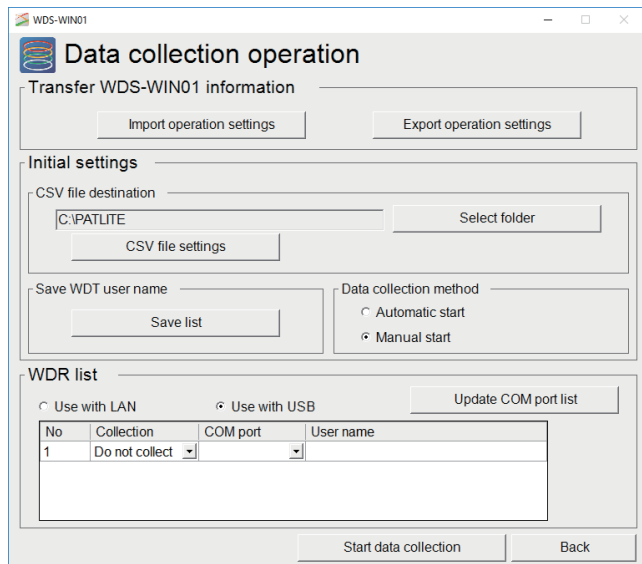 WDS-WIN01
Data collection operation
Transfer WDS-WIN01 information
Import operation settings
Export operation settings
Initial settings
CSV file destination
C:\PATLITE
Select folder
CSV file settings
Save WDT user name
Save list
Data collection method
Automatic start
Manual start
WDR list
Use with LAN
Use with USB
Update COM port list
No Collection COM port User name
1 Do not collect
Start data collection
Back